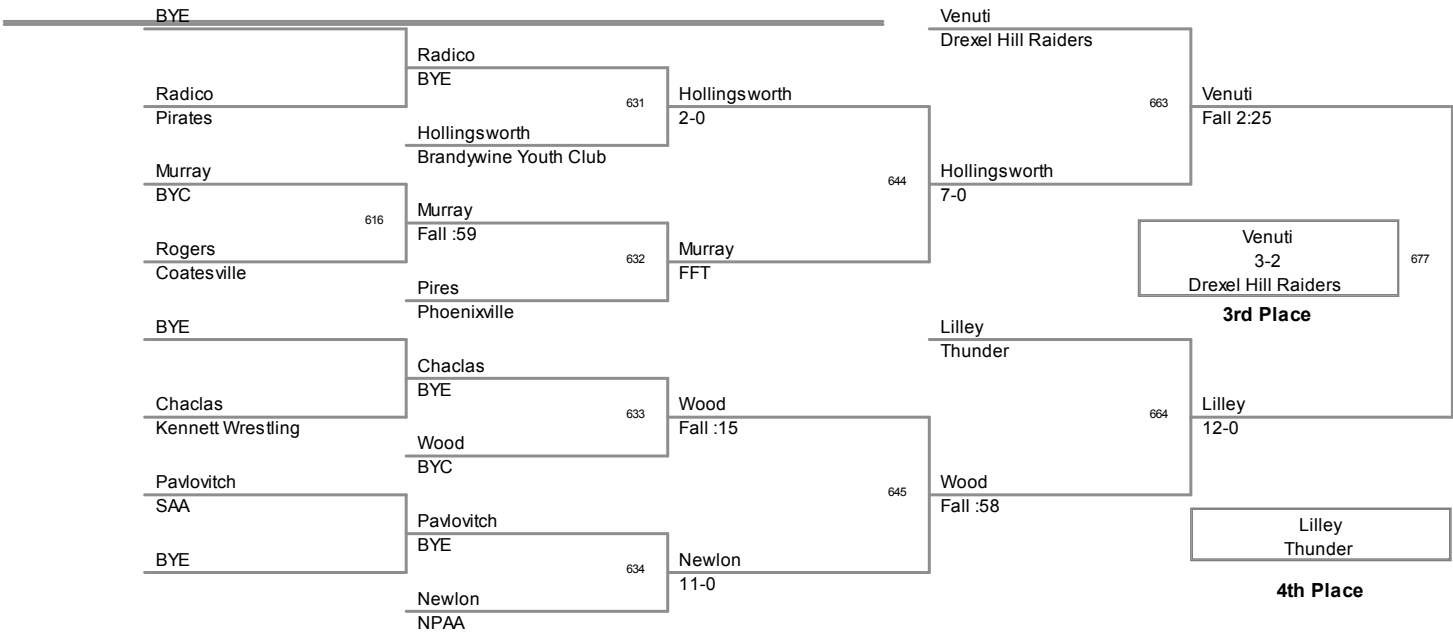 BYE
Radico
Pirates
Radico
BYE
631
Hollingsworth
Brandywine Youth Club
Hollingsworth
2-0
Murray
BYC
616
Rogers
Coatesville
Murray
Fall :59
632
Pires
Phoenixville
Murray
FFT
644
Hollingsworth
7-0
Venuti
Drexel Hill Raiders
663
Venuti
Fall 2:25
Venuti
3-2
Drexel Hill Raiders
677
3rd Place
BYE
Chaclas
Kennett Wrestling
Chaclas
BYE
633
Wood
BYC
Wood
Fall :15
Pavlovitch
SAA
BYE
Pavlovitch
BYE
634
Newlon
NPAA
Newlon
11-0
645
Wood
Fall :58
Lilley
Thunder
664
Lilley
12-0
Lilley
Thunder
4th Place